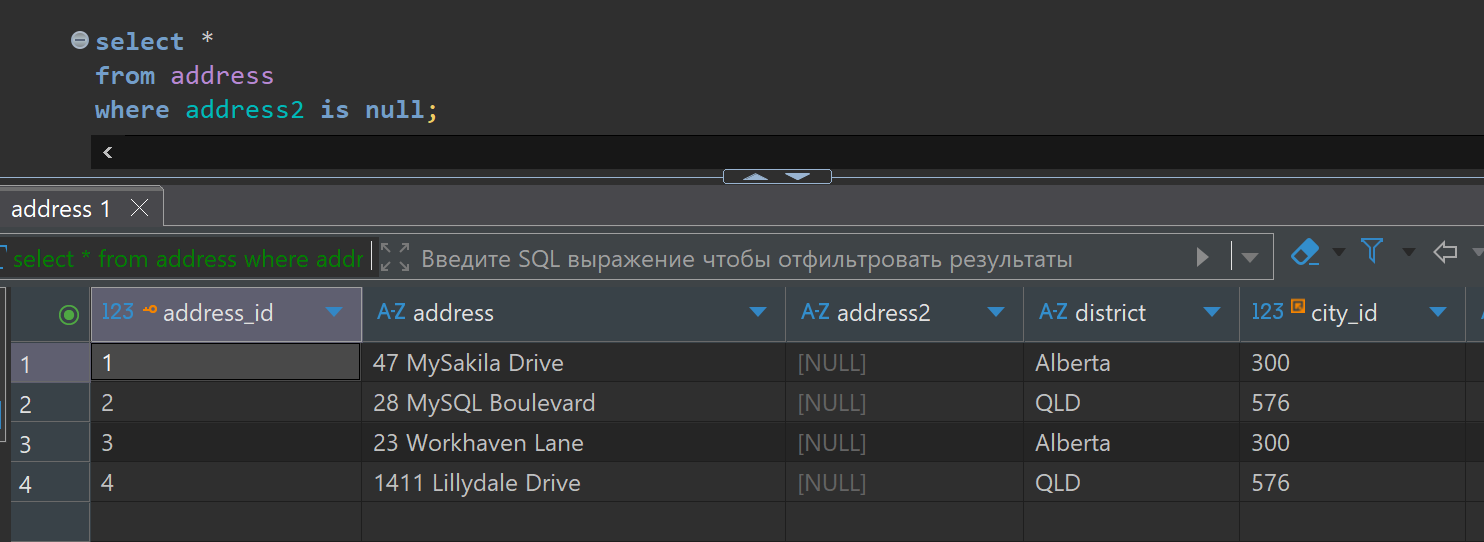 select *
from address
where address2 is null;
address 1
select * from address where addr
Введите SQL выражение чтобы отфильтровать результаты
123 address_id A-Z address A-Z address2 A-Z district 123 city_id
1 1 47 MySakila Drive [NULL] Alberta 300
2 2 28 MySQL Boulevard [NULL] QLD 576
3 3 23 Workhaven Lane [NULL] Alberta 300
4 4 1411 Lillydale Drive [NULL] QLD 576